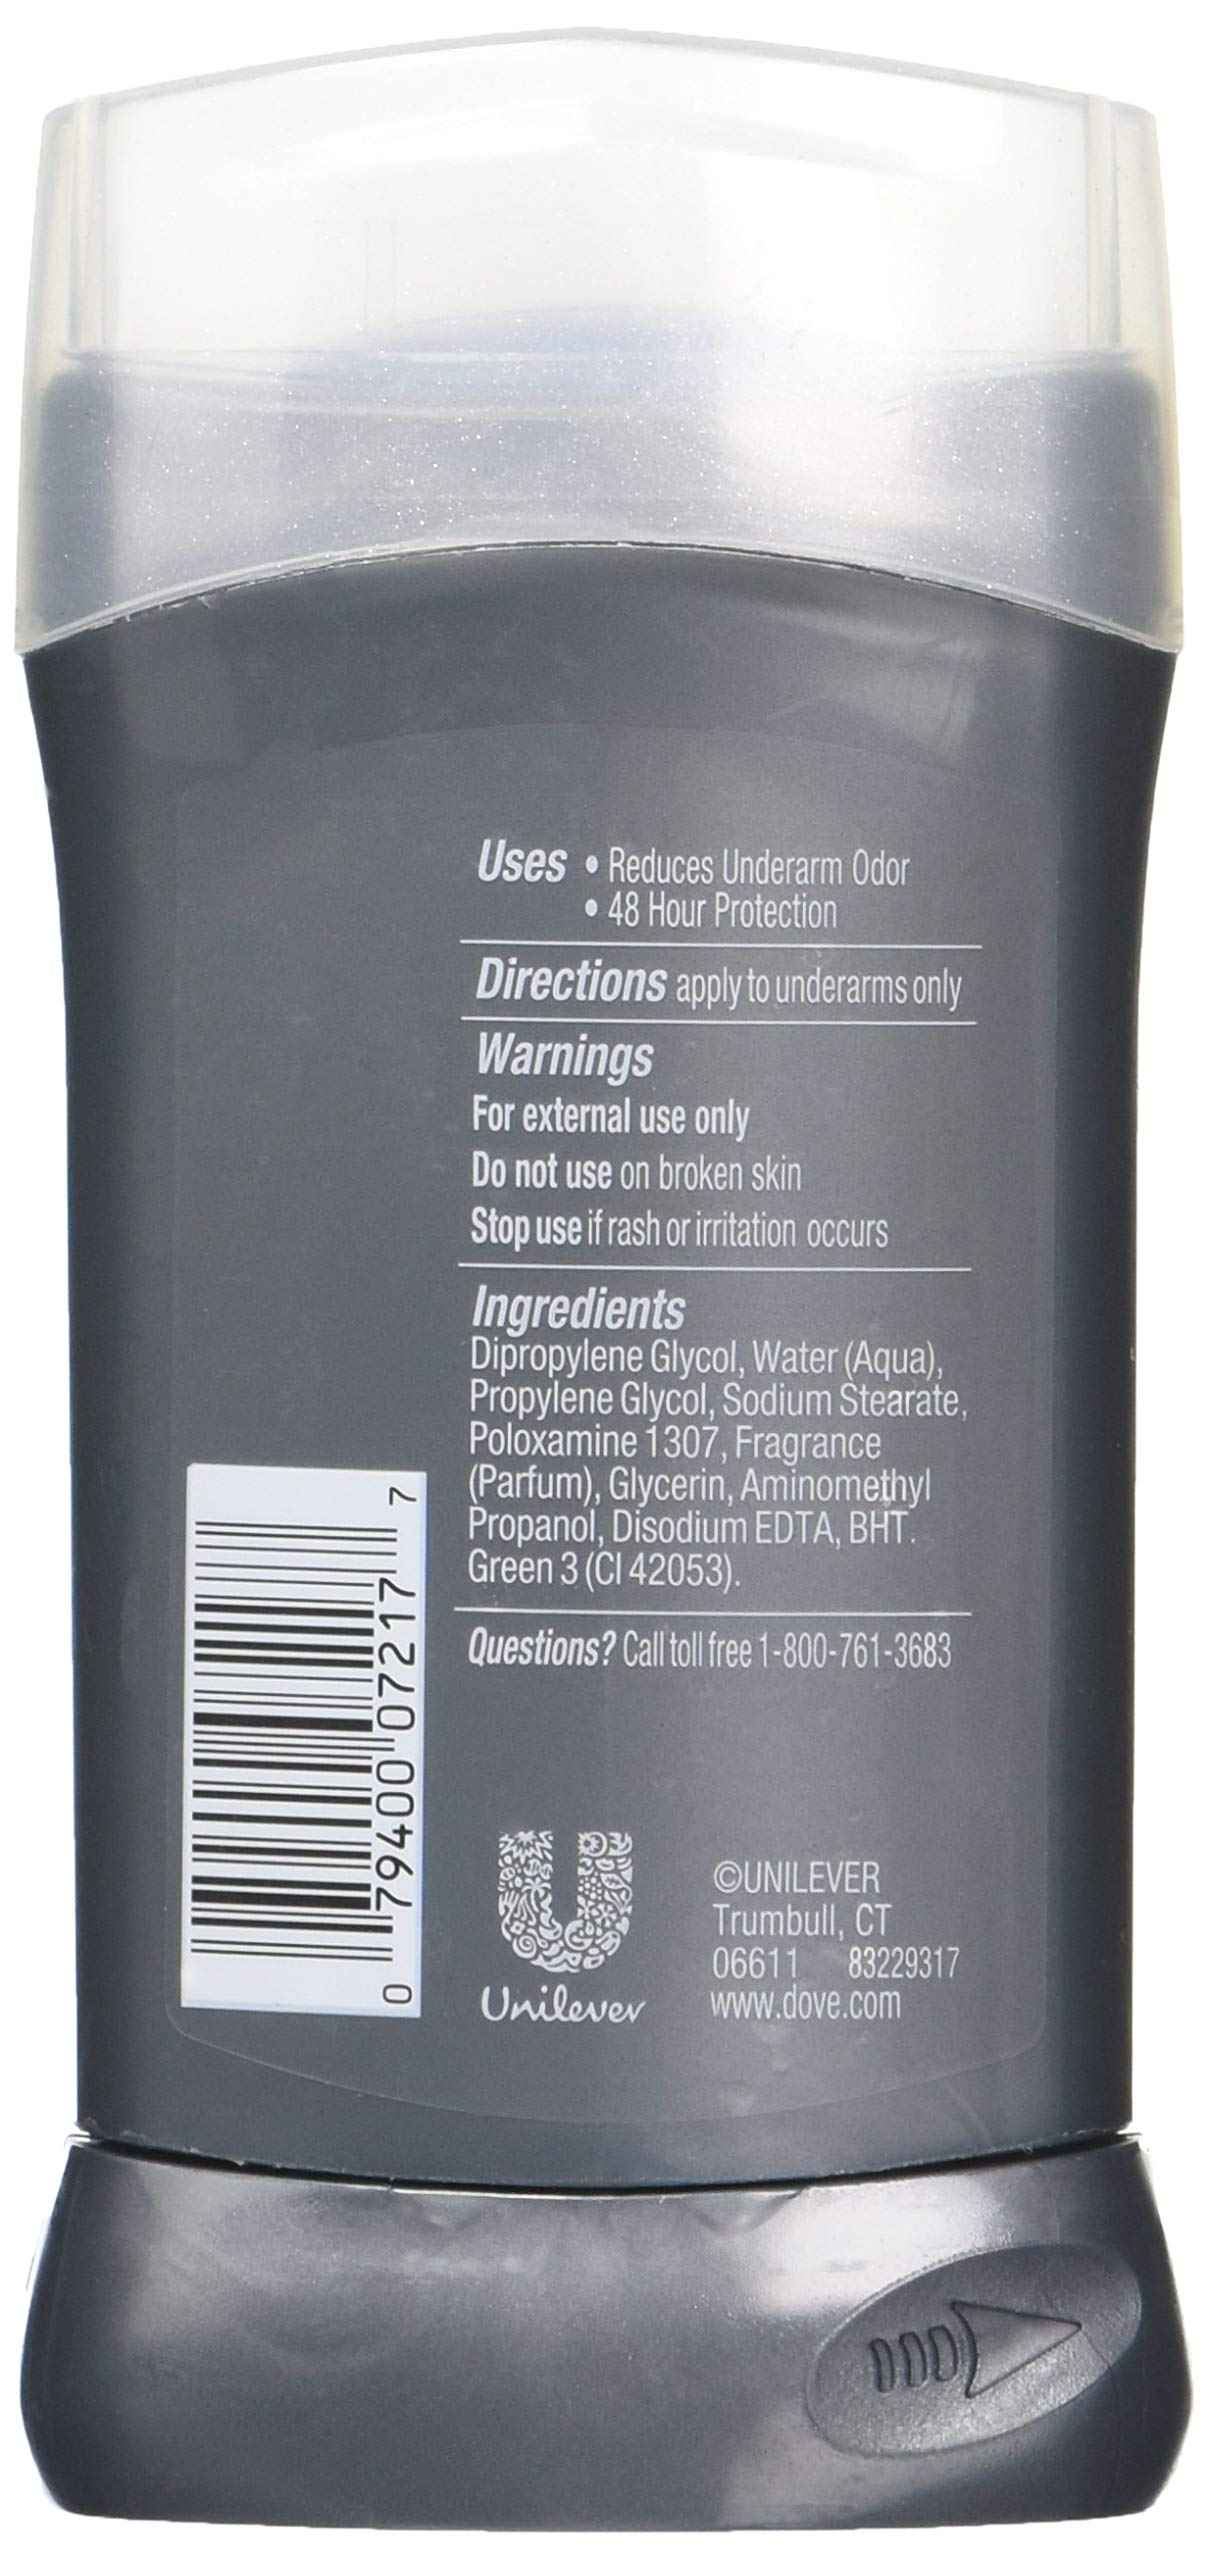 Uses • Reduces Underarm Odor
• 48 Hour Protection
Directions apply to underarms only
Warnings
For external use only
Do not use on broken skin
Stop use if rash or irritation occurs
Ingredients
Dipropylene Glycol, Water (Aqua),
Propylene Glycol, Sodium Stearate,
Poloxamine 1307, Fragrance
(Parfum), Glycerin, Aminomethyl
Propanol, Disodium EDTA, BHT.
Green 3 (CI 42053).
Questions? Call toll free 1-800-761-3683
0 79400 07217 7
Unilever
©UNILEVER
Trumbull, CT
06611 83229317
www.dove.com